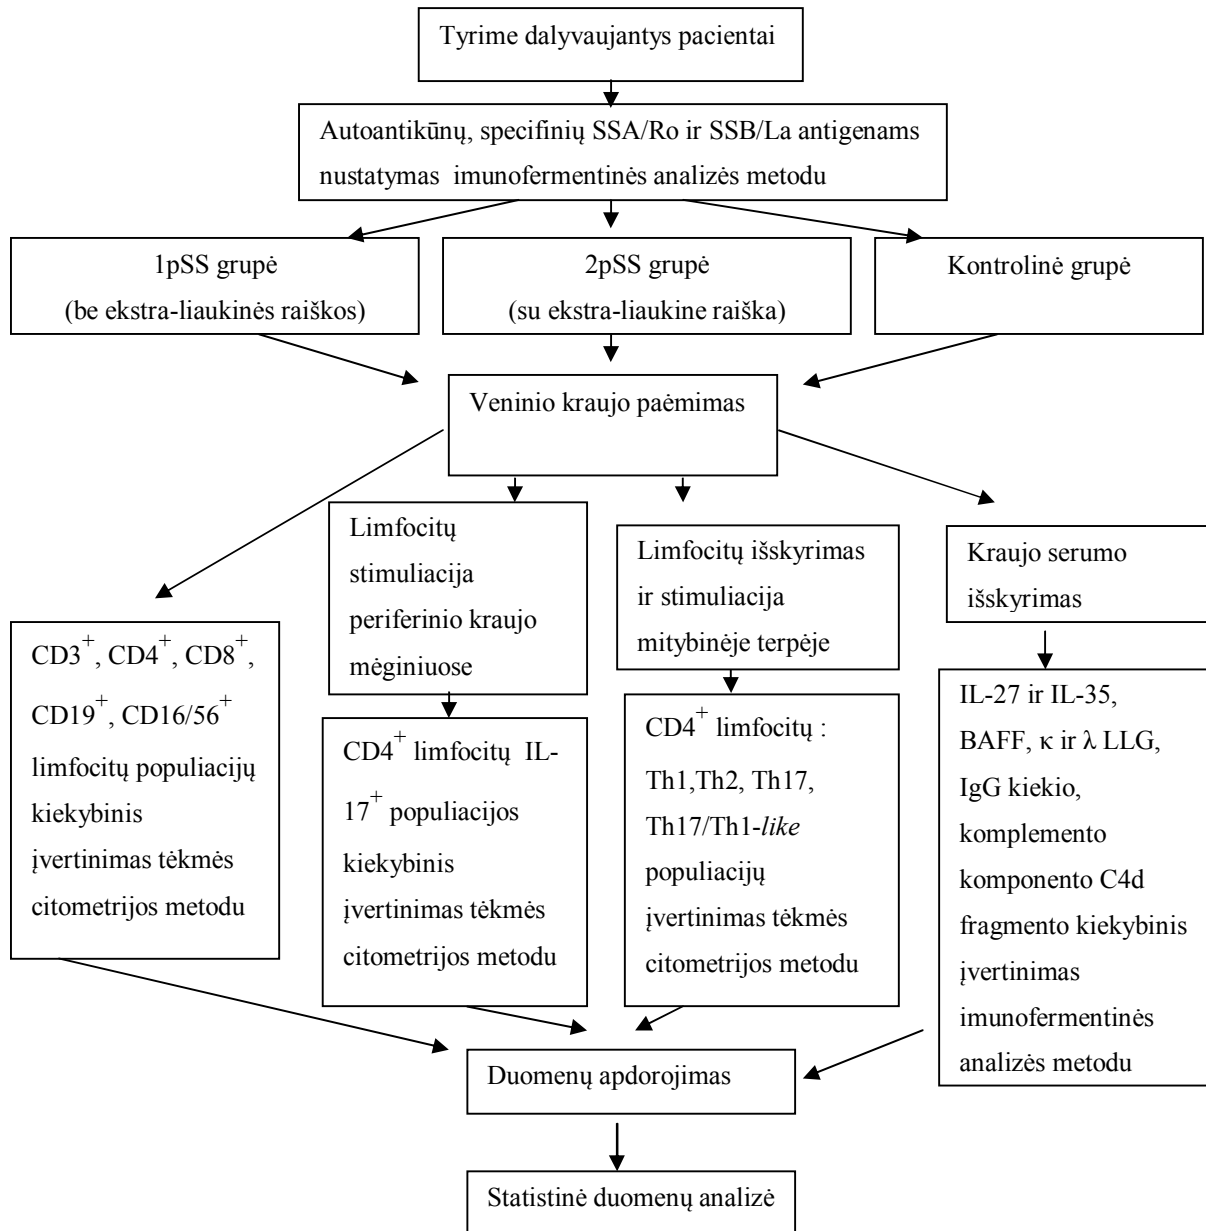 Tyrime dalyvaujantys pacientai
Autoantikūnų, specifinių SSA/Ro ir SSB/La antigenams
nustatymas imunofermentinės analizės metodu
1pSS grupė
(be ekstra-liaukinės raiškos)
2pSS grupė
(su ekstra-liaukine raiška)
Kontrolinė grupė
Veninio kraujo paėmimas
CD3⁺, CD4⁺, CD8⁺,
CD19⁺, CD16/56⁺
limfocitų populiacijų
kiekybinis
įvertinimas tėkmės
citometrijos metodu
Limfocitų
stimuliacija
periferinio kraujo
mėginiuose
CD4⁺ limfocitų IL-
17⁺ populiacijos
kiekybinis
įvertinimas tėkmės
citometrijos metodu
Limfocitų išskyrimas
ir stimuliacija
mitybinėje terpėje
CD4⁺ limfocitų :
Th1,Th2, Th17,
Th17/Th1-like
populiacijų
įvertinimas tėkmės
citometrijos metodu
Kraujo serumo
išskyrimas
IL-27 ir IL-35,
BAFF, κ ir λ LLG,
IgG kiekio,
komplemento
komponento C4d
fragmento kiekybinis
įvertinimas
imunofermentinės
analizės metodu
Duomenų apdorojimas
Statistinė duomenų analizė